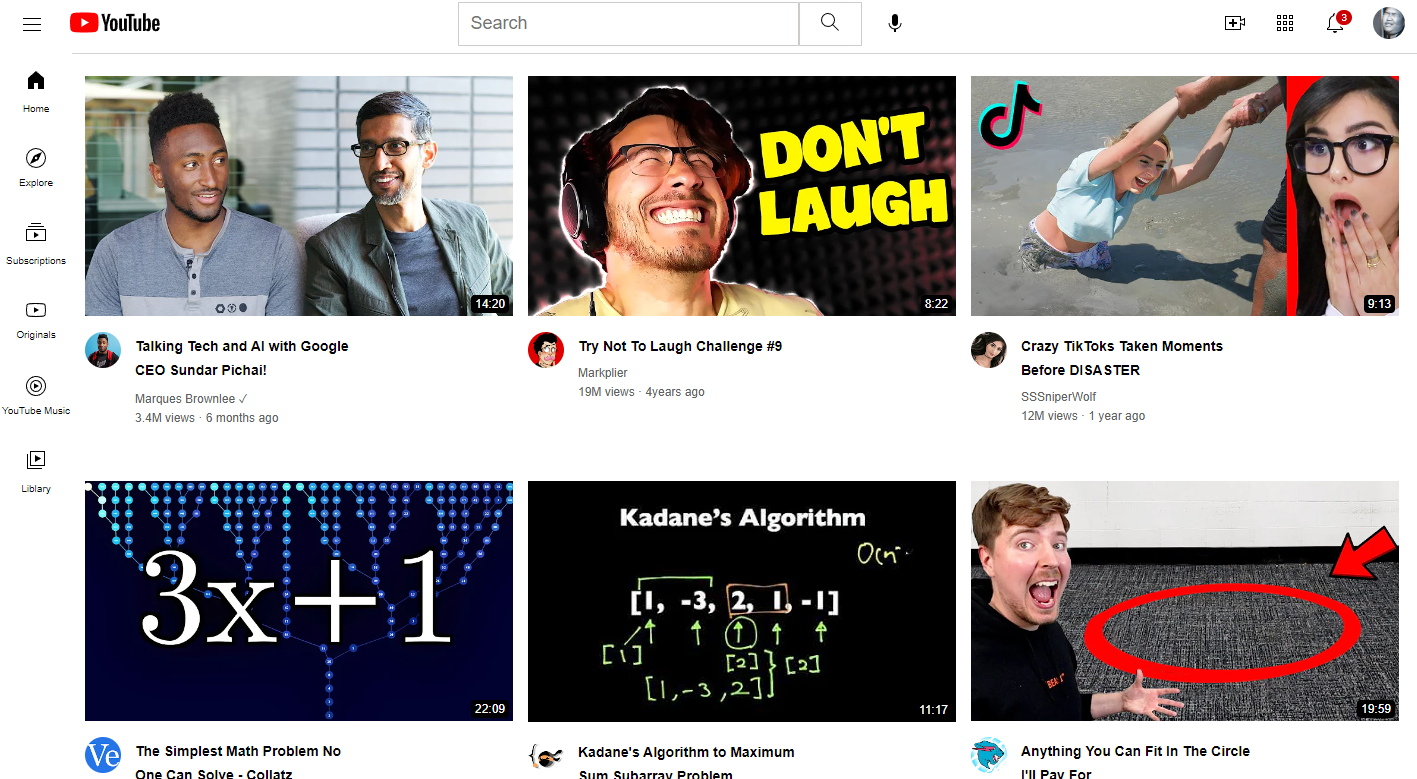 YouTube
Search
3
Home
Explore
Subscriptions
Originals
YouTube Music
Liblary
14:20
Talking Tech and AI with Google
CEO Sundar Pichai!
Marques Brownlee ✓
3.4M views · 6 months ago
DON'T
LAUGH
8:22
Try Not To Laugh Challenge #9
Markplier
19M views · 4years ago
9:13
Crazy TikToks Taken Moments
Before DISASTER
SSSniperWolf
12M views · 1 year ago
3x+1
22:09
Ve
The Simplest Math Problem No
One Can Solve - Collatz
Kadane's Algorithm
[1, -3, 2, 1, -1]
[1]
[2]
[2]
[1, -3, 2]
11:17
Kadane's Algorithm to Maximum
Sum Subarray Problem
19:59
Anything You Can Fit In The Circle
I'll Pay For